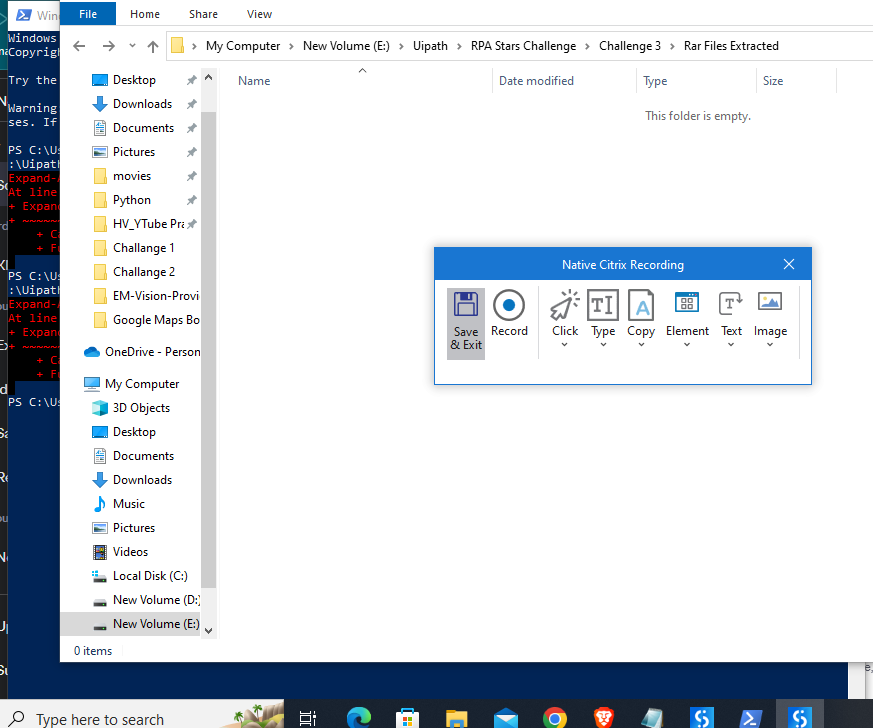 File Home Share View
My Computer New Volume (E:) Uipath RPA Stars Challenge Challenge 3 Rar Files Extracted
Name Date modified Type Size
This folder is empty.
Desktop
Downloads
Documents
Pictures
movies
Python
HV_YTube Pra
Challange 1
Challange 2
EM-Vision-Provi
Google Maps Bo
OneDrive - Person
My Computer
3D Objects
Desktop
Documents
Downloads
Music
Pictures
Videos
Local Disk (C:)
New Volume (D:)
New Volume (E:)
0 items
Native Citrix Recording
Save & Exit
Record
Click
Type
Copy
Element
Text
Image
Windows
Copyrigh
Try the
Warning
ses. If
PS C:\Us
:\Uipath
Expand-A
At line
+ Expan
+ ~~~~~~
+ C
+ F
PS C:\Us
:\Uipath
Expand-A
At line
+ Expan
+ ~~~~~~
+ C
+ F
PS C:\Us
Type here to search